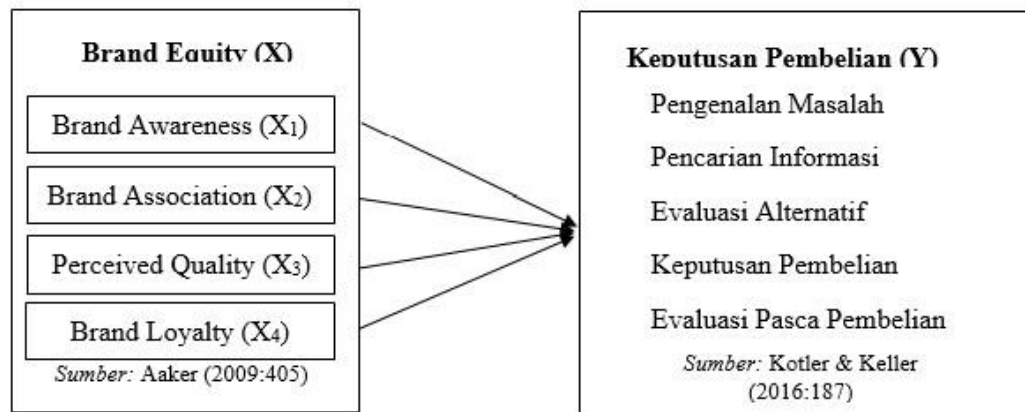 Brand Equity (X)
Brand Awareness (X₁)
Brand Association (X₂)
Perceived Quality (X₃)
Brand Loyalty (X₄)
Sumber: Aaker (2009:405)
Keputusan Pembelian (Y)
Pengenalan Masalah
Pencarian Informasi
Evaluasi Alternatif
Keputusan Pembelian
Evaluasi Pasca Pembelian
Sumber: Kotler & Keller
(2016:187)